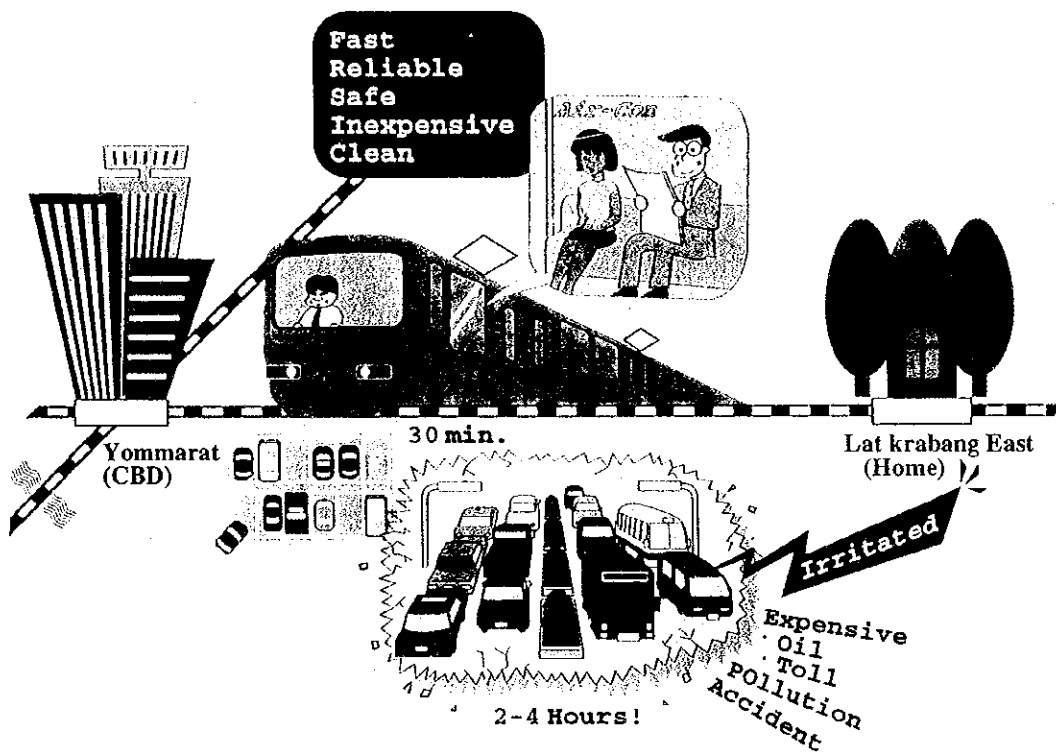 Fast
Reliable
Safe
Inexpensive
Clean
Air-Con
Yommarat
(CBD)
30 min.
Lat krabang East
(Home)
Irritated
Expensive
· Oil
· Toll
POllution
Accident
2-4 Hours!